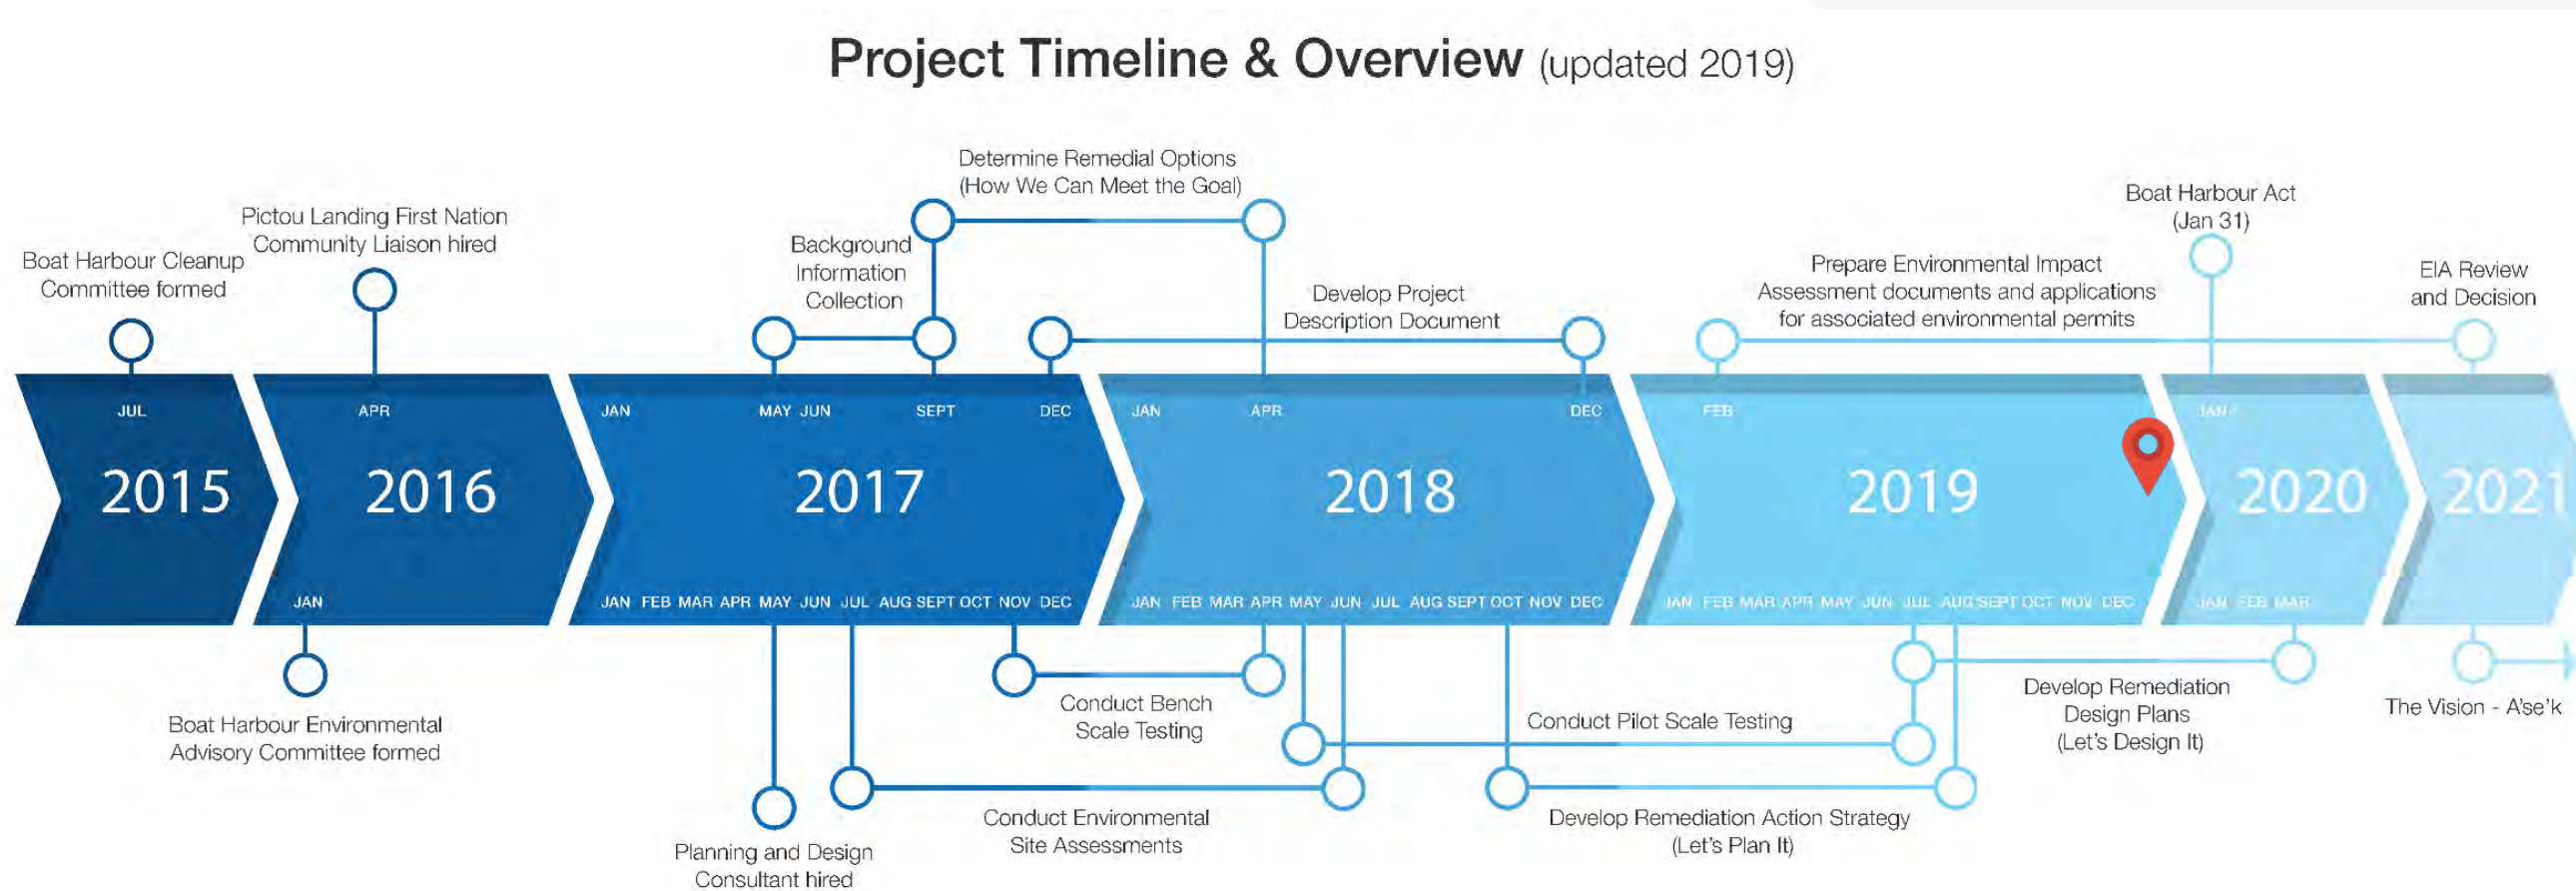 Project Timeline & Overview (updated 2019)
Boat Harbour Cleanup
Committee formed
Pictou Landing First Nation
Community Liaison hired
Background
Information
Collection
Determine Remedial Options
(How We Can Meet the Goal)
Develop Project
Description Document
Prepare Environmental Impact
Assessment documents and applications
for associated environmental permits
Boat Harbour Act
(Jan 31)
EIA Review
and Decision
JUL
APR
JAN MAY JUN SEPT DEC
JAN APR DEC
FEB
JAN
2015
2016
2017
2018
2019
2020
2021
JAN
JAN FEB MAR APR MAY JUN JUL AUG SEPT OCT NOV DEC
JAN FEB MAR APR MAY JUN JUL AUG SEPT OCT NOV DEC
JAN FEB MAR APR MAY JUN JUL AUG SEPT OCT NOV DEC
JAN FEB MAR
Boat Harbour Environmental
Advisory Committee formed
Planning and Design
Consultant hired
Conduct Environmental
Site Assessments
Conduct Bench
Scale Testing
Conduct Pilot Scale Testing
Develop Remediation Action Strategy
(Let's Plan It)
Develop Remediation
Design Plans
(Let's Design It)
The Vision - A'se'k